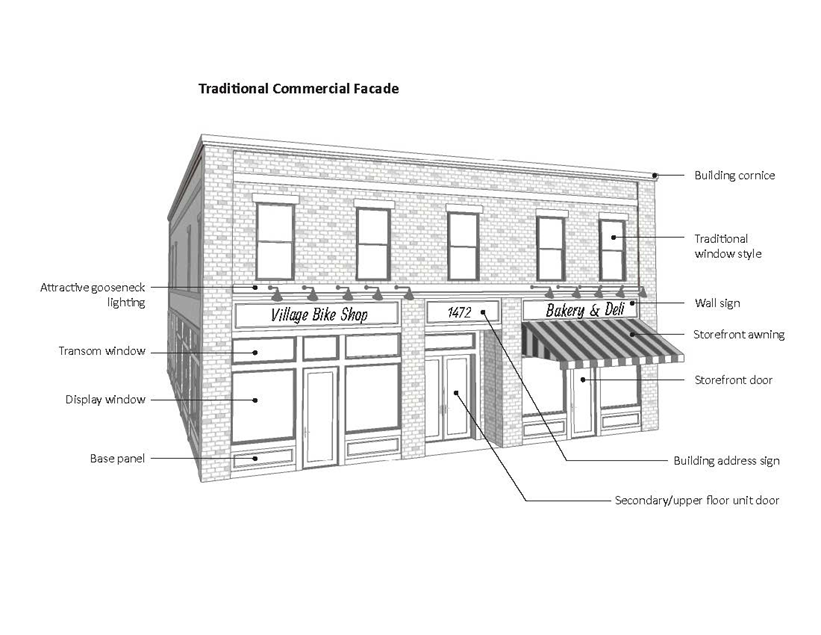 Traditional Commercial Facade
Building cornice
Traditional
window style
Attractive gooseneck
lighting
Wall sign
Village Bike Shop
1472
Bakery & Deli
Storefront awning
Transom window
Storefront door
Display window
Base panel
Building address sign
Secondary/upper floor unit door